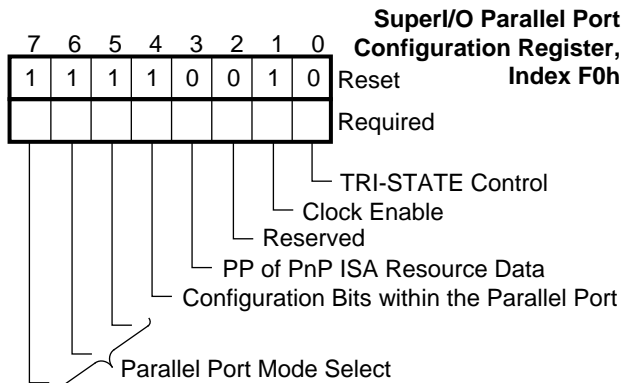 SuperI/O Parallel Port
Configuration Register,
Index F0h
7 6 5 4 3 2 1 0
1 1 1 1 0 0 1 0 Reset
Required
TRI-STATE Control
Clock Enable
Reserved
PP of PnP ISA Resource Data
Configuration Bits within the Parallel Port
Parallel Port Mode Select